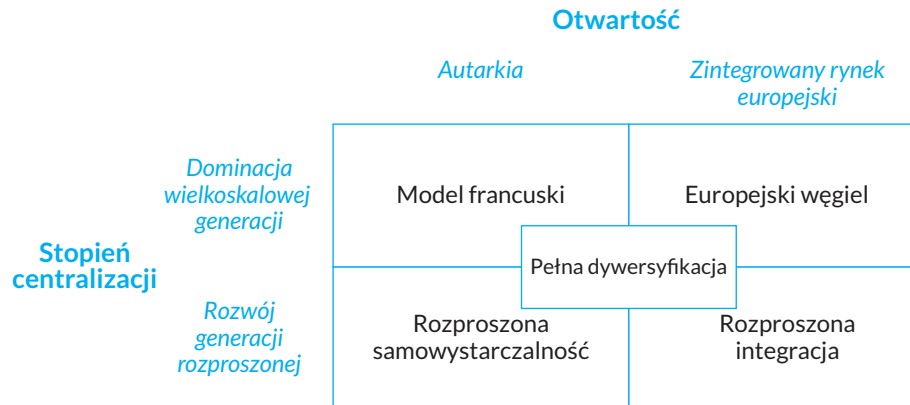 Otwartość
Autarkia
Zintegrowany rynek
europejski
Dominacja
wielkoskalowej
generacji
Model francuski
Europejski węgiel
Stopień
centralizacji
Pełna dywersyfikacja
Rozwój
generacji
rozproszonej
Rozproszona
samowystarczalność
Rozproszona
integracja